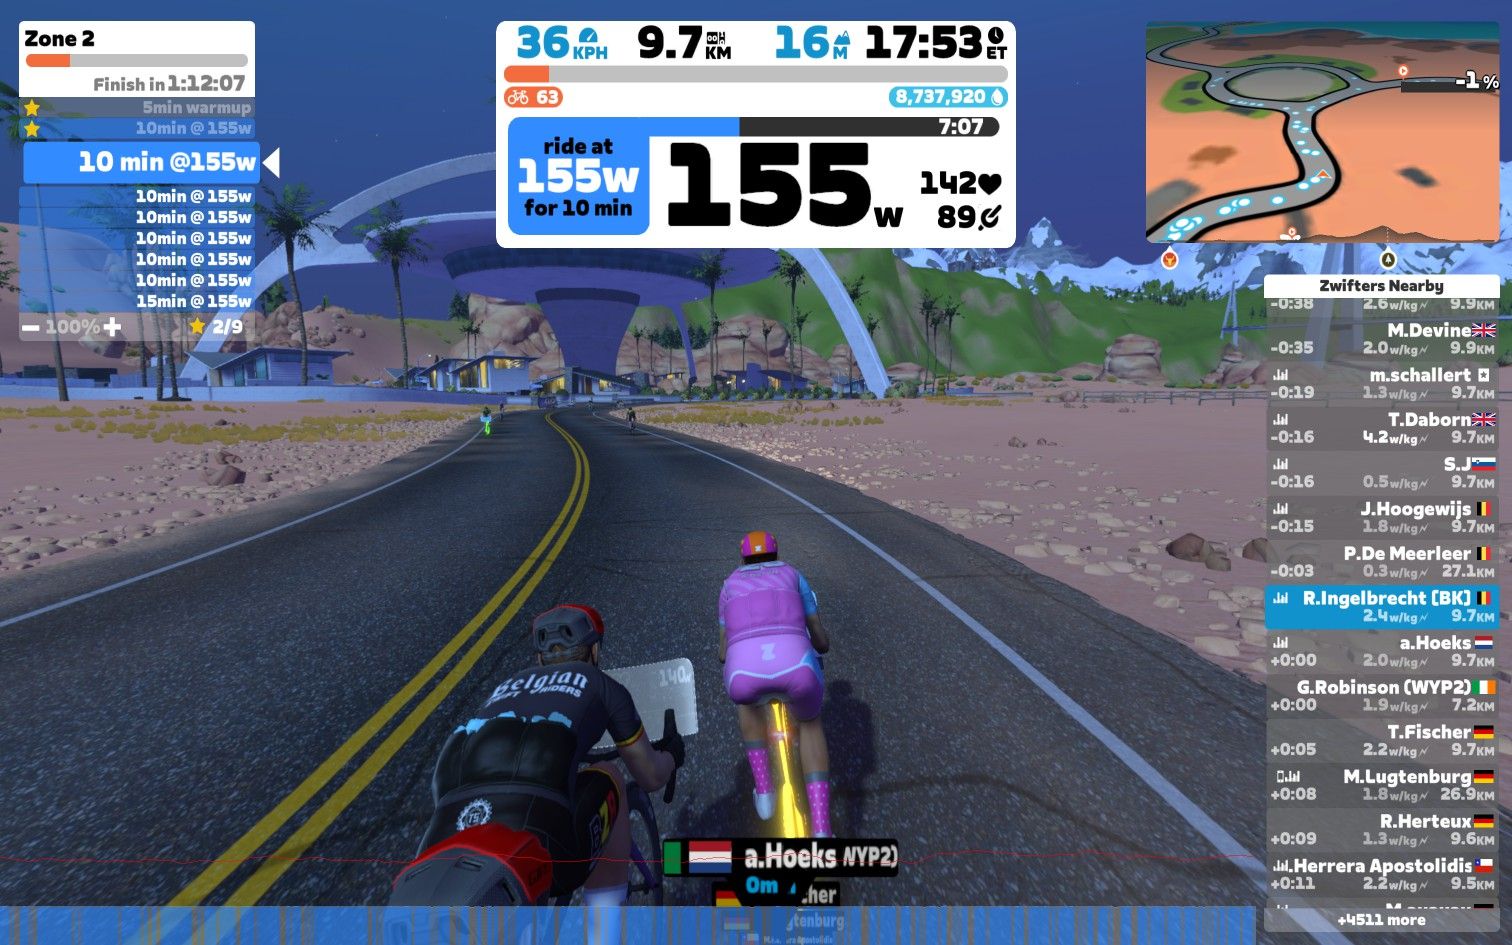 Zone 2
Finish in 1:12:07
5min warmup
10min @ 155w
10 min @155w
10min @ 155w
10min @ 155w
10min @ 155w
10min @ 155w
10min @ 155w
15min @ 155w
100%
2/9
36 KPH 9.7 KM 16 M 17:53 ET
63
8,737,920
7:07
ride at
155w
for 10 min
155w
142
89
-1%
Zwifters Nearby
-0:38 2.6w/kg 9.9KM
M.Devine
-0:35 2.0w/kg 9.9KM
m.schallert
-0:19 1.3w/kg 9.7KM
T.Daborn
-0:16 4.2w/kg 9.7KM
S.J
-0:16 0.5w/kg 9.7KM
J.Hoogewijs
-0:15 1.8w/kg 9.7KM
P.De Meerleer
-0:03 0.3w/kg 27.1KM
R.Ingelbrecht (BK)
2.4w/kg 9.7KM
a.Hoeks
+0:00 2.0w/kg 9.7KM
G.Robinson (WYP2)
+0:00 1.9w/kg 7.2KM
T.Fischer
+0:05 2.2w/kg 9.7KM
M.Lugtenburg
+0:08 1.8w/kg 26.9KM
R.Herteux
+0:09 1.3w/kg 9.6KM
.Herrera Apostolidis
+0:11 2.2w/kg 9.5KM
+4511 more
Belgian
RIDERS
140w
Z
75
a.Hoeks WYP2)
0m
cher
gtenburg
Apostolidis